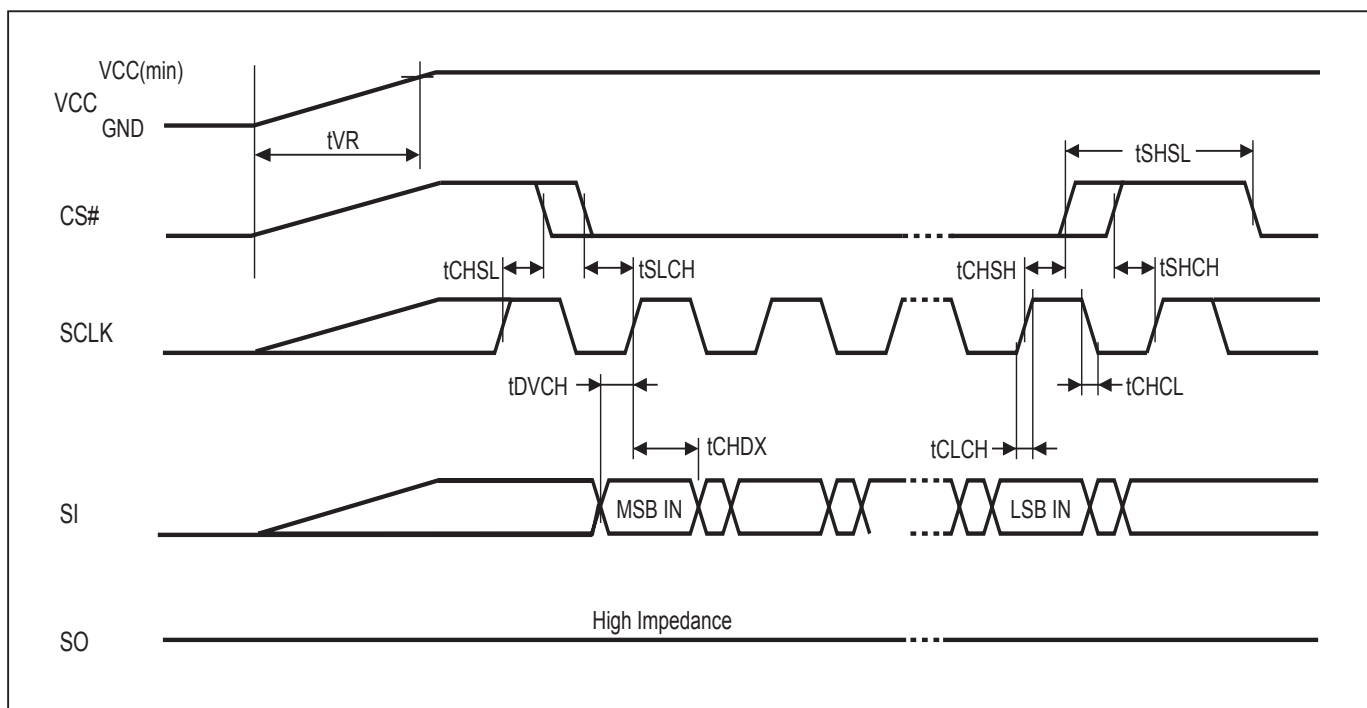 VCC(min)
VCC
GND
tVR
tSHSL
CS#
tCHSL
tSLCH
tCHSH
tSHCH
SCLK
tDVCH
tCHCL
tCHDX
tCLCH
SI
MSB IN
LSB IN
High Impedance
SO